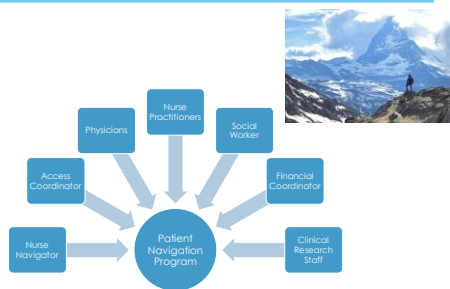 Nurse
Practitioners
Physicians
Social
Worker
Access
Coordinator
Financial
Coordinator
Nurse
Navigator
Patient
Navigation
Program
Clinical
Research
Staff